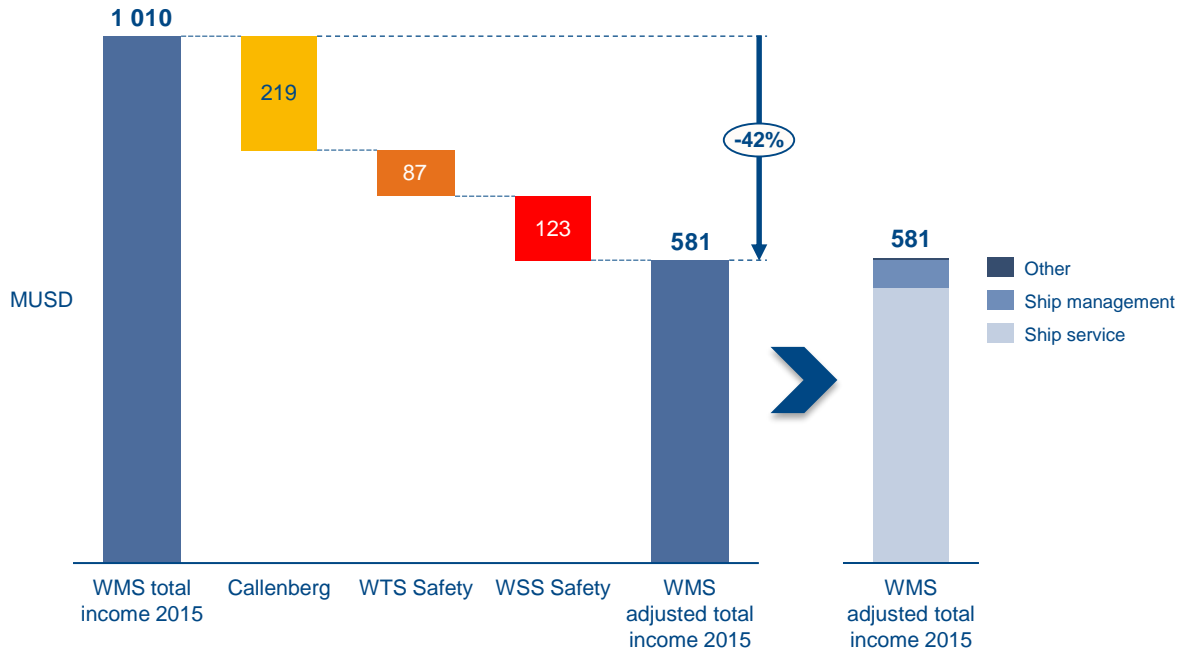 1 010
219
87
123
581
-42%
581
MUSD
Other
Ship management
Ship service
WMS total
income 2015
Callenberg
WTS Safety
WSS Safety
WMS
adjusted total
income 2015
WMS
adjusted total
income 2015